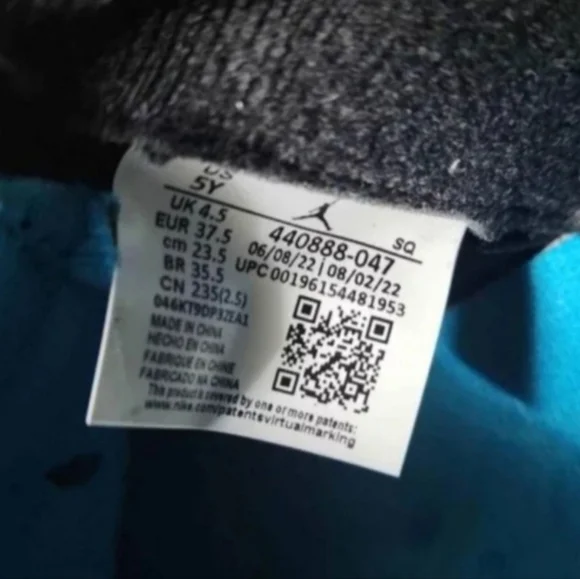 US
5Y
UK 4.5
EUR 37.5
cm 23.5
BR 35.5
CN 235(2.5)
SQ
440888-047
06/08/22 | 08/02/22
UPC 00196154481953
MADE IN CHINA
HECHO EN CHINA
FABRIQUE EN CHINE
FABRICADO NA CHINA
This product is covered by one or more patents:
www.nike.com/patentsvirtualmarking